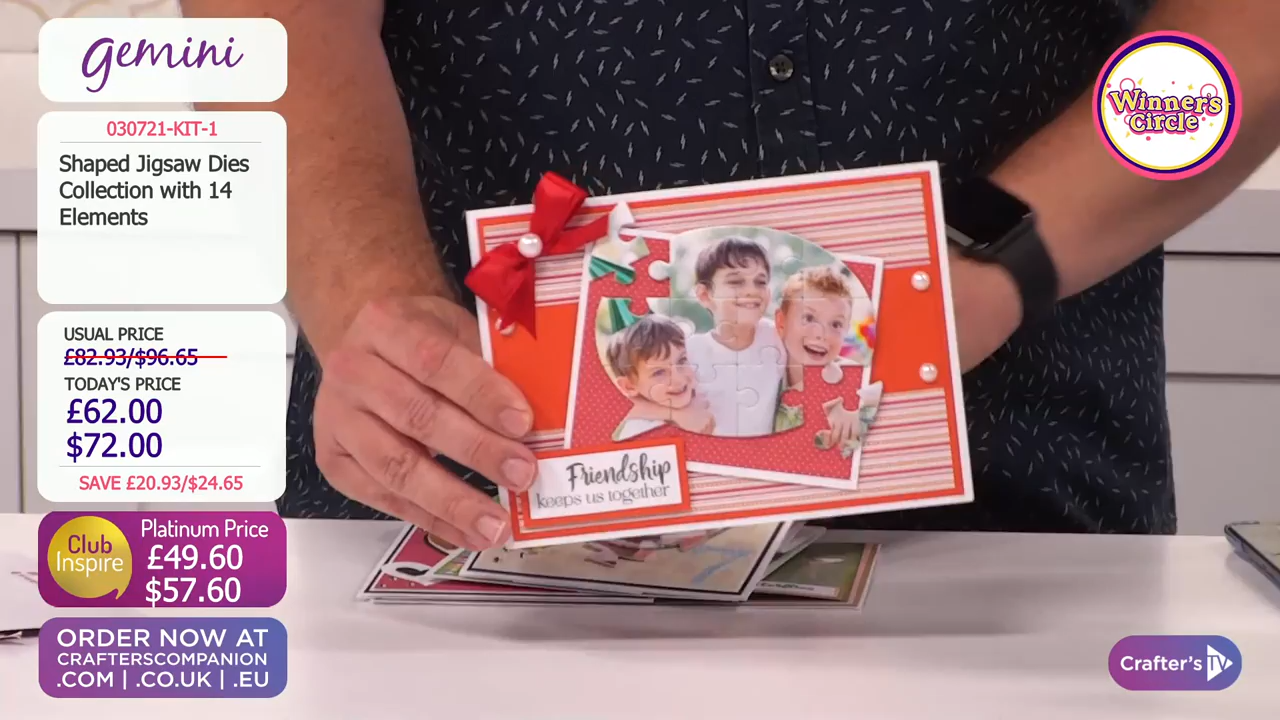 gemini
030721-KIT-1
Shaped Jigsaw Dies
Collection with 14
Elements
USUAL PRICE
£82.93/$96.65
TODAY'S PRICE
£62.00
$72.00
SAVE £20.93/$24.65
Club
Inspire
Platinum Price
£49.60
$57.60
ORDER NOW AT
CRAFTERSCOMPANION
.COM | .CO.UK | .EU
Winner's
Circle
Friendship
keeps us together
Crafter's TV